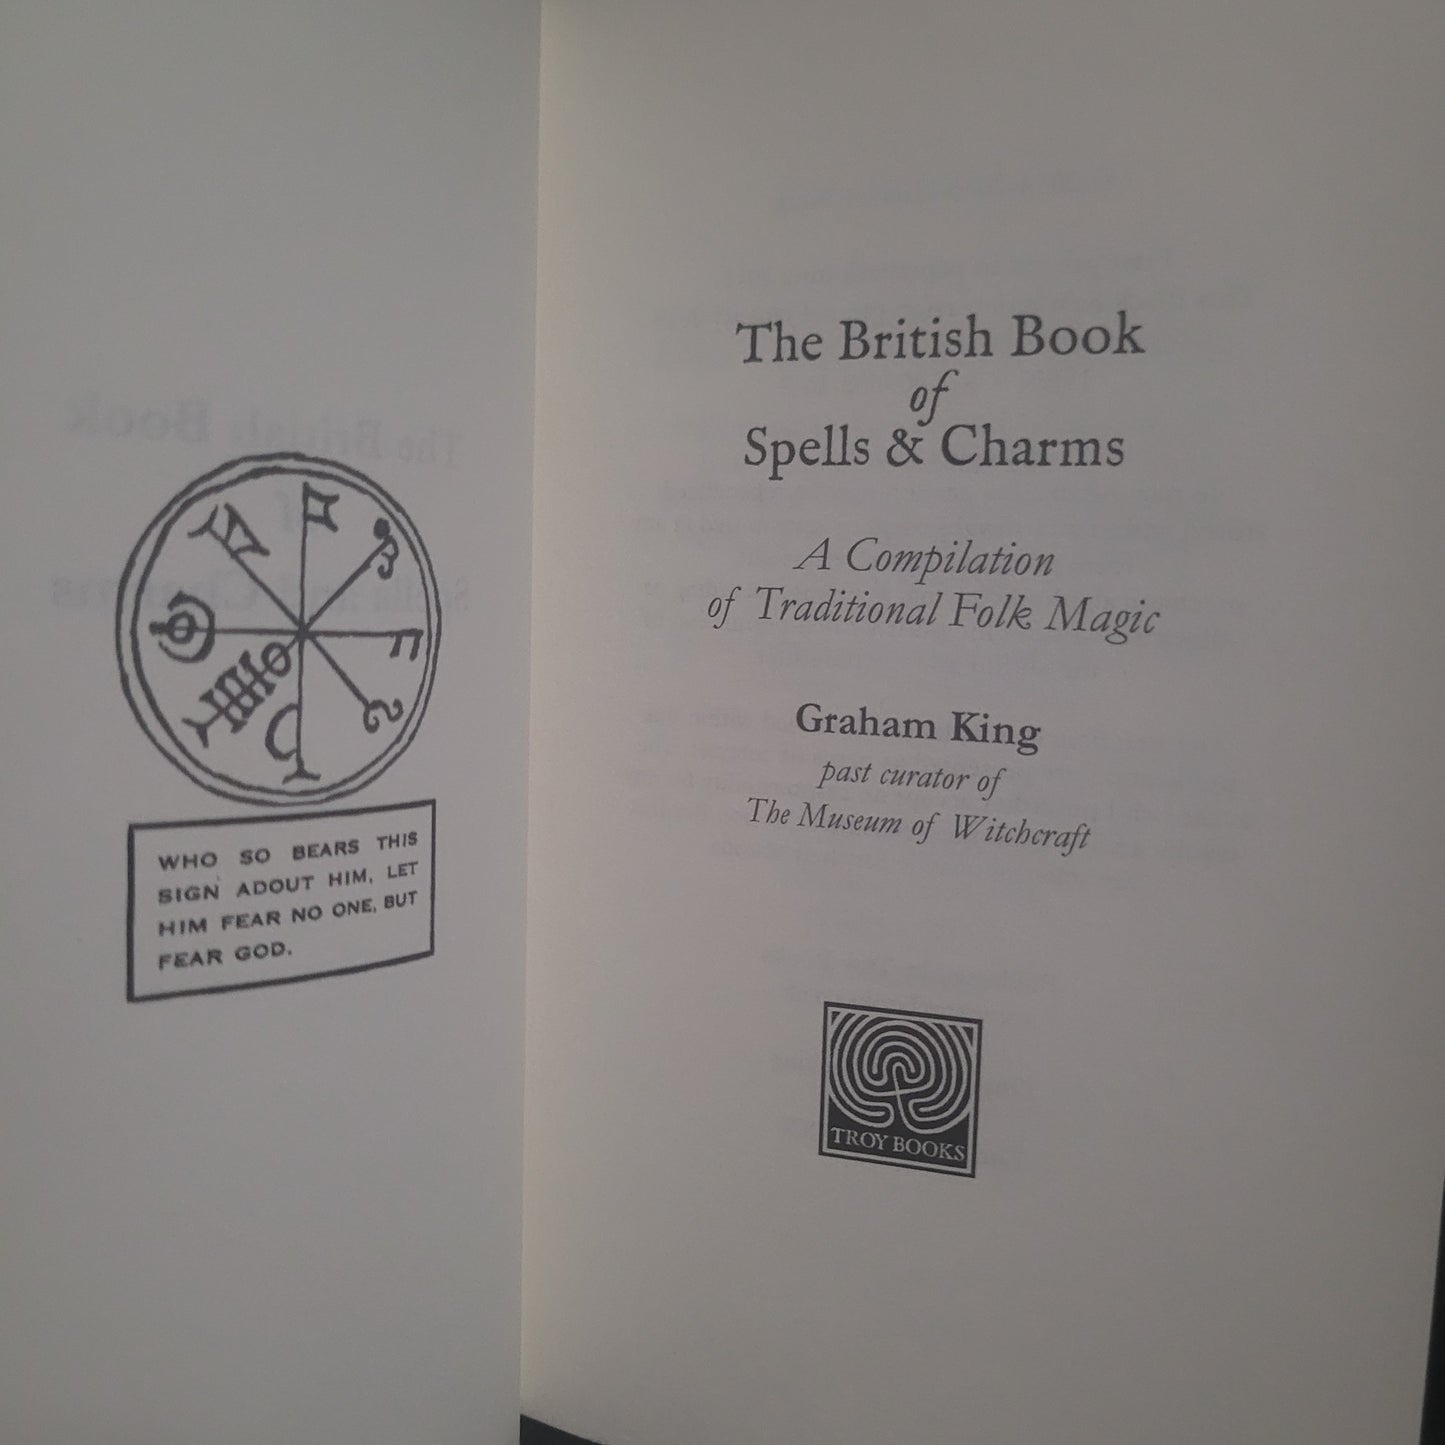 WHO SO BEARS THIS
SIGN ADOUT HIM, LET
HIM FEAR NO ONE, BUT
FEAR GOD.
The British Book
of
Spells & Charms
A Compilation
of Traditional Folk Magic
Graham King
past curator of
The Museum of Witchcraft
TROY BOOKS